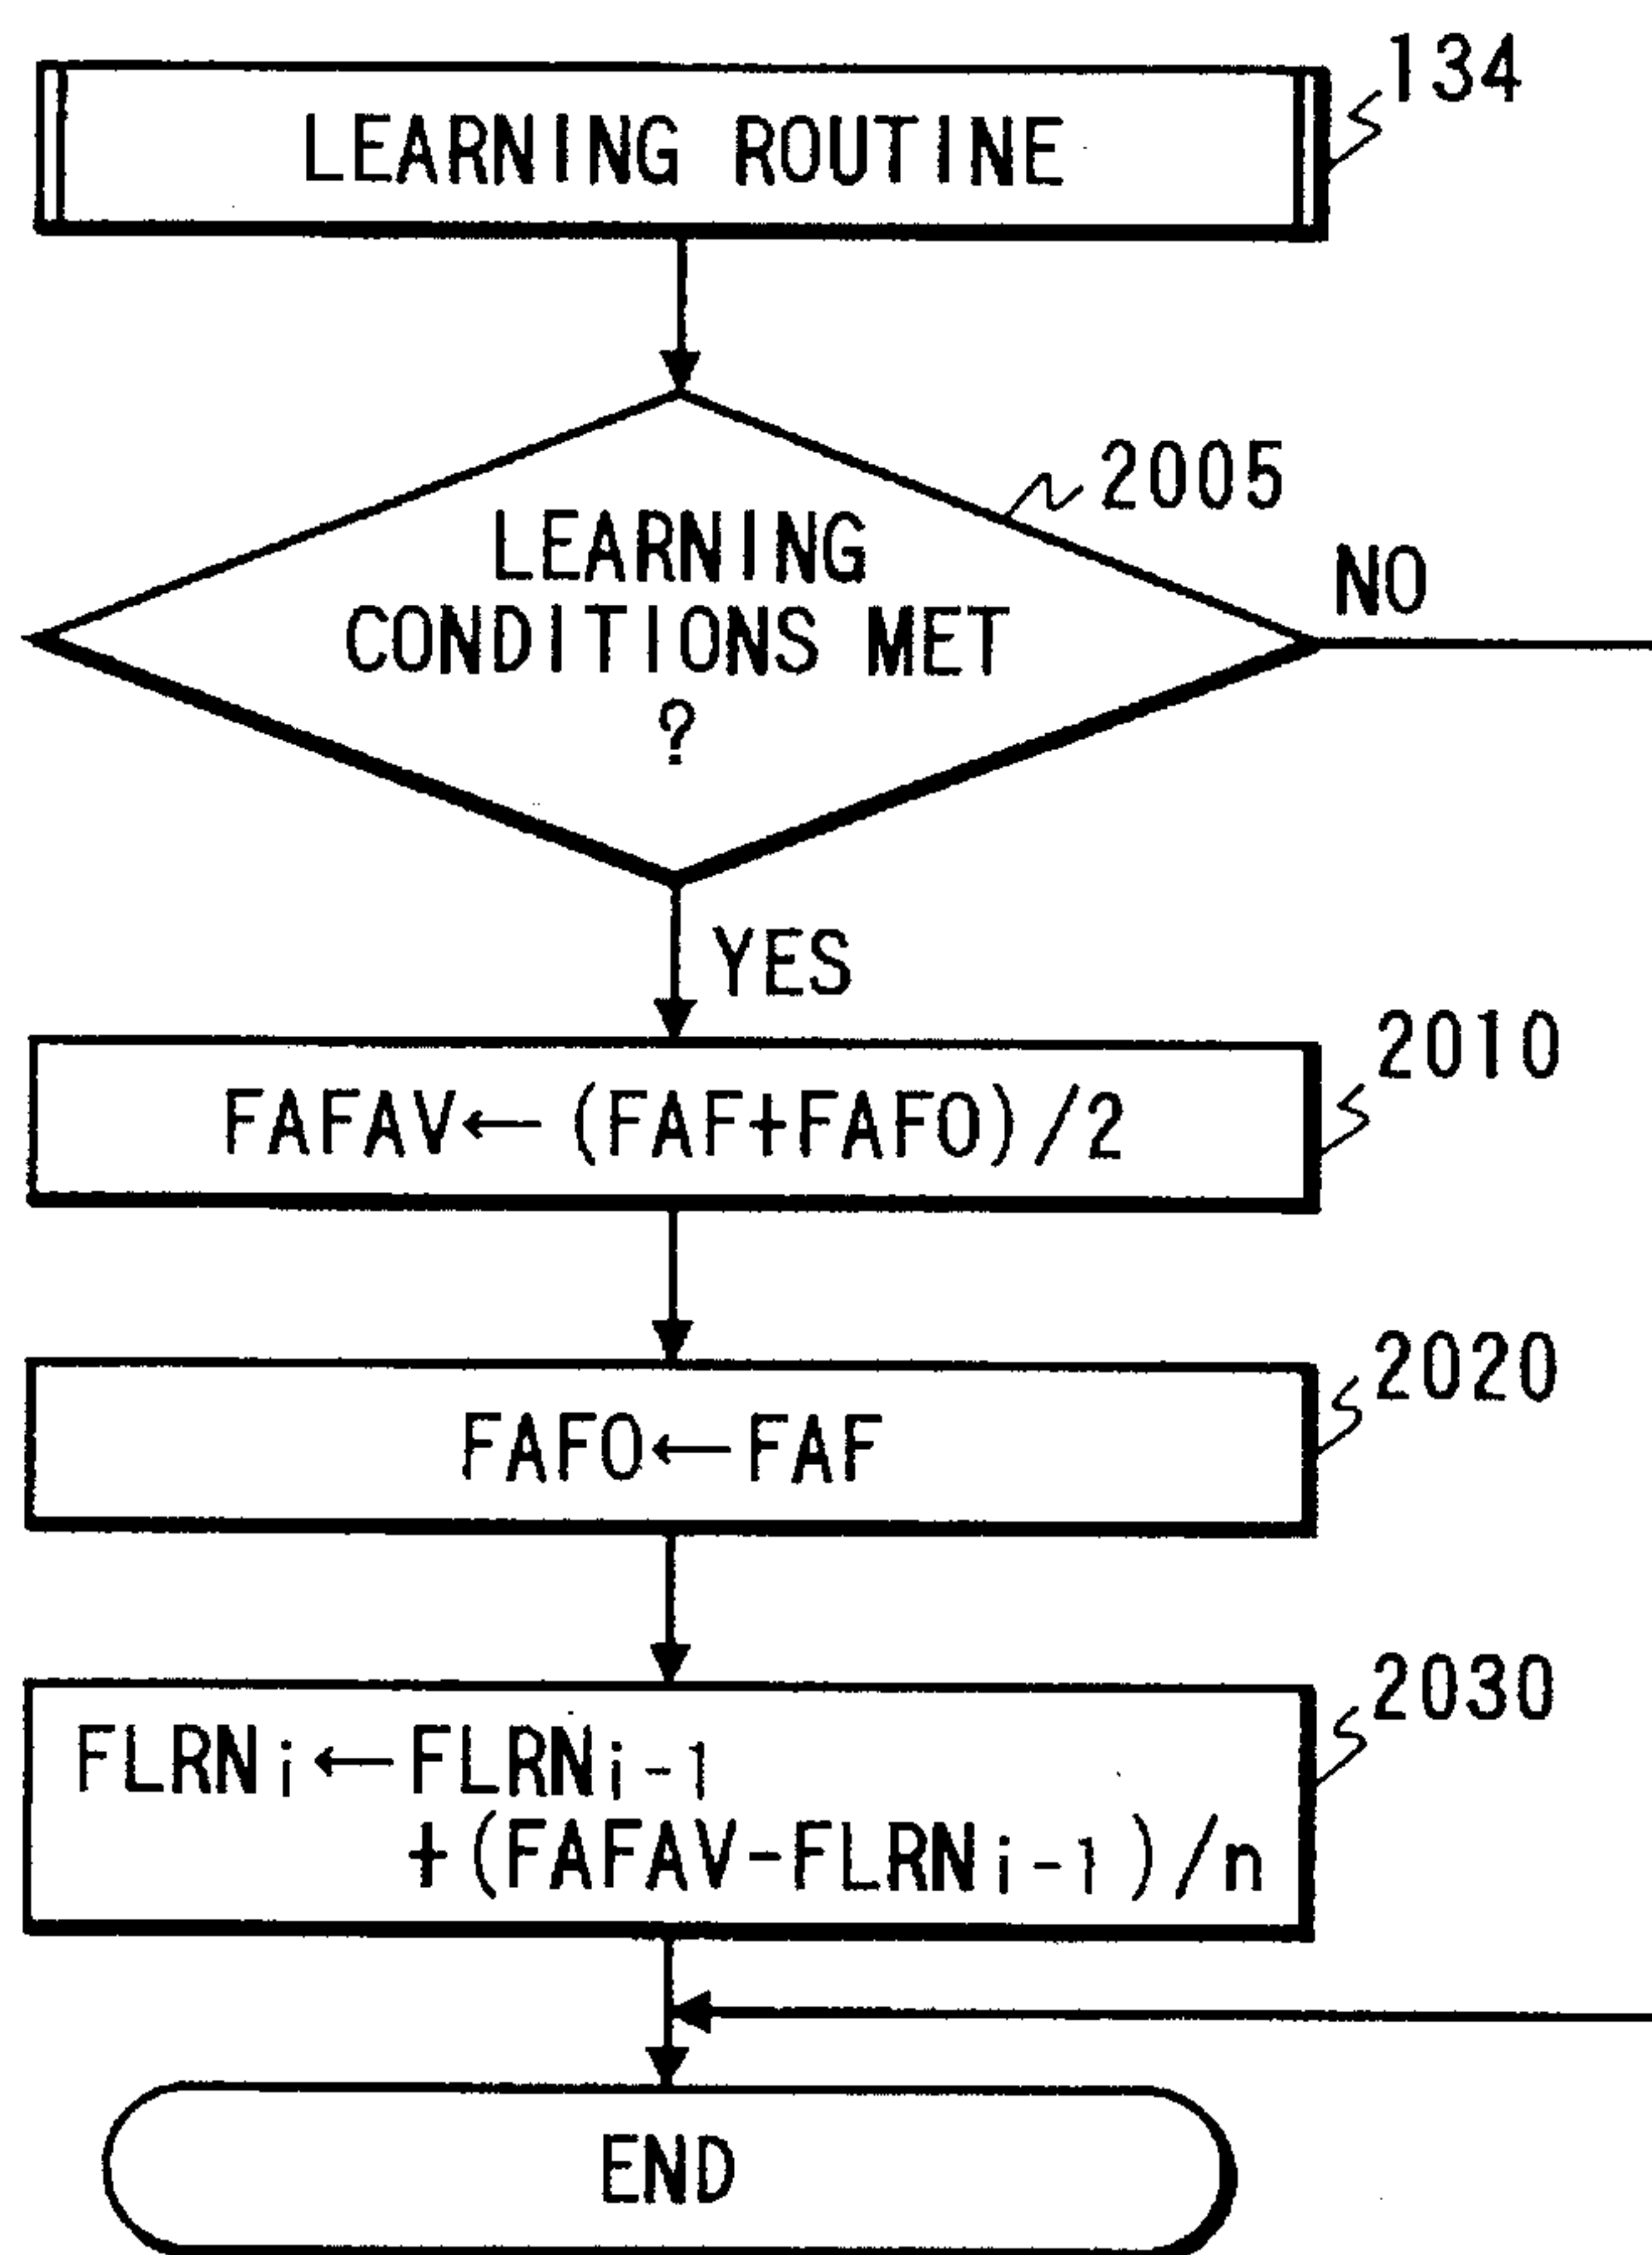 134
LEARNING ROUTINE
2005
LEARNING
CONDITIONS MET
?
NO
YES
2010
FAFAV←(FAF+FAFO)/2
2020
FAFO←FAF
2030
FLRNi←FLRNi-1
+(FAFAV-FLRNi-1)/n
END